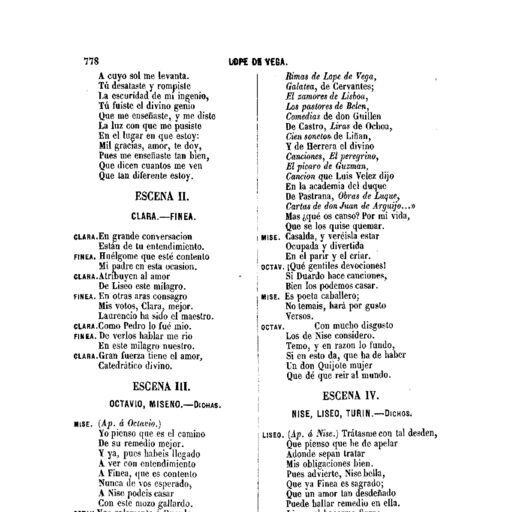 778
LOPE DE VEGA.
A cuyo sol me levanta.
Tú desataste y rompiste
La escuridad de mi ingenio,
Tú fuiste el divino genio
Que me enseñaste, y me diste
La luz con que me pusiste
En el lugar en que estoy:
Mil gracias, amor, te doy,
Pues me enseñaste tan bien,
Que dicen cuantos me ven
Que tan diferente estoy.
ESCENA II.
CLARA.—FINEA.
CLARA. En grande conversacion
Están de tu entendimiento.
FINEA. Huélgome que esté contento
Mi padre en esta ocasion.
CLARA. Atribuyen al amor
De Liseo este milagro.
FINEA. En otras aras consagro
Mis votos, Clara, mejor.
Laurencio ha sido el maestro.
CLARA. Como Pedro lo fué mio.
FINEA. De verlos hablar me rio
En este milagro nuestro.
CLARA. Gran fuerza tiene el amor,
Catedrático divino.
ESCENA III.
OCTAVIO, MISENO.—DICHAS.
MISE. (Ap. á Octavio.)
Yo pienso que es el camino
De su remedio mejor.
Y ya, pues habeis llegado
A ver con entendimiento
A Finea, que es contento
Nunca de vos esperado,
A Nise podeis casar
Con este mozo gallardo.
Rimas de Lope de Vega,
Galatea, de Cervantes;
El zamores de Lisboa,
Los pastores de Belen,
Comedias de don Guillen
De Castro, Liras de Ochoa,
Cien sonetos de Liñan,
Y de Herrera el divino
Canciones, El peregrino,
El pícaro de Guzman,
Cancion que Luis Velez dijo
En la academia del duque
De Pastrana, Obras de Luque,
Cartas de don Juan de Arguijo...»
Mas ¿qué os canso? Por mi vida,
Que se los quise quemar.
MISE. Casalda, y veréisla estar
Ocupada y divertida
En el parir y el criar.
OCTAV. ¡Qué gentiles devociones!
Si Duardo hace canciones,
Bien los podemos casar.
MISE. Es poeta caballero;
No temais, hará por gusto
Versos.
OCTAV. Con mucho disgusto
Los de Nise considero.
Temo, y en razon lo fundo,
Si en esto da, que ha de haber
Un don Quijote mujer
Que dé que reir al mundo.
ESCENA IV.
NISE, LISEO, TURIN.—DICHOS.
LISEO. (Ap. á Nise.) Trátasme con tal desden,
Que pienso que he de apelar
Adonde sepan tratar
Mis obligaciones bien.
Pues advierte, Nise bella,
Que ya Finea es sagrado;
Que un amor tan desdeñado
Puede hallar remedio en ella.